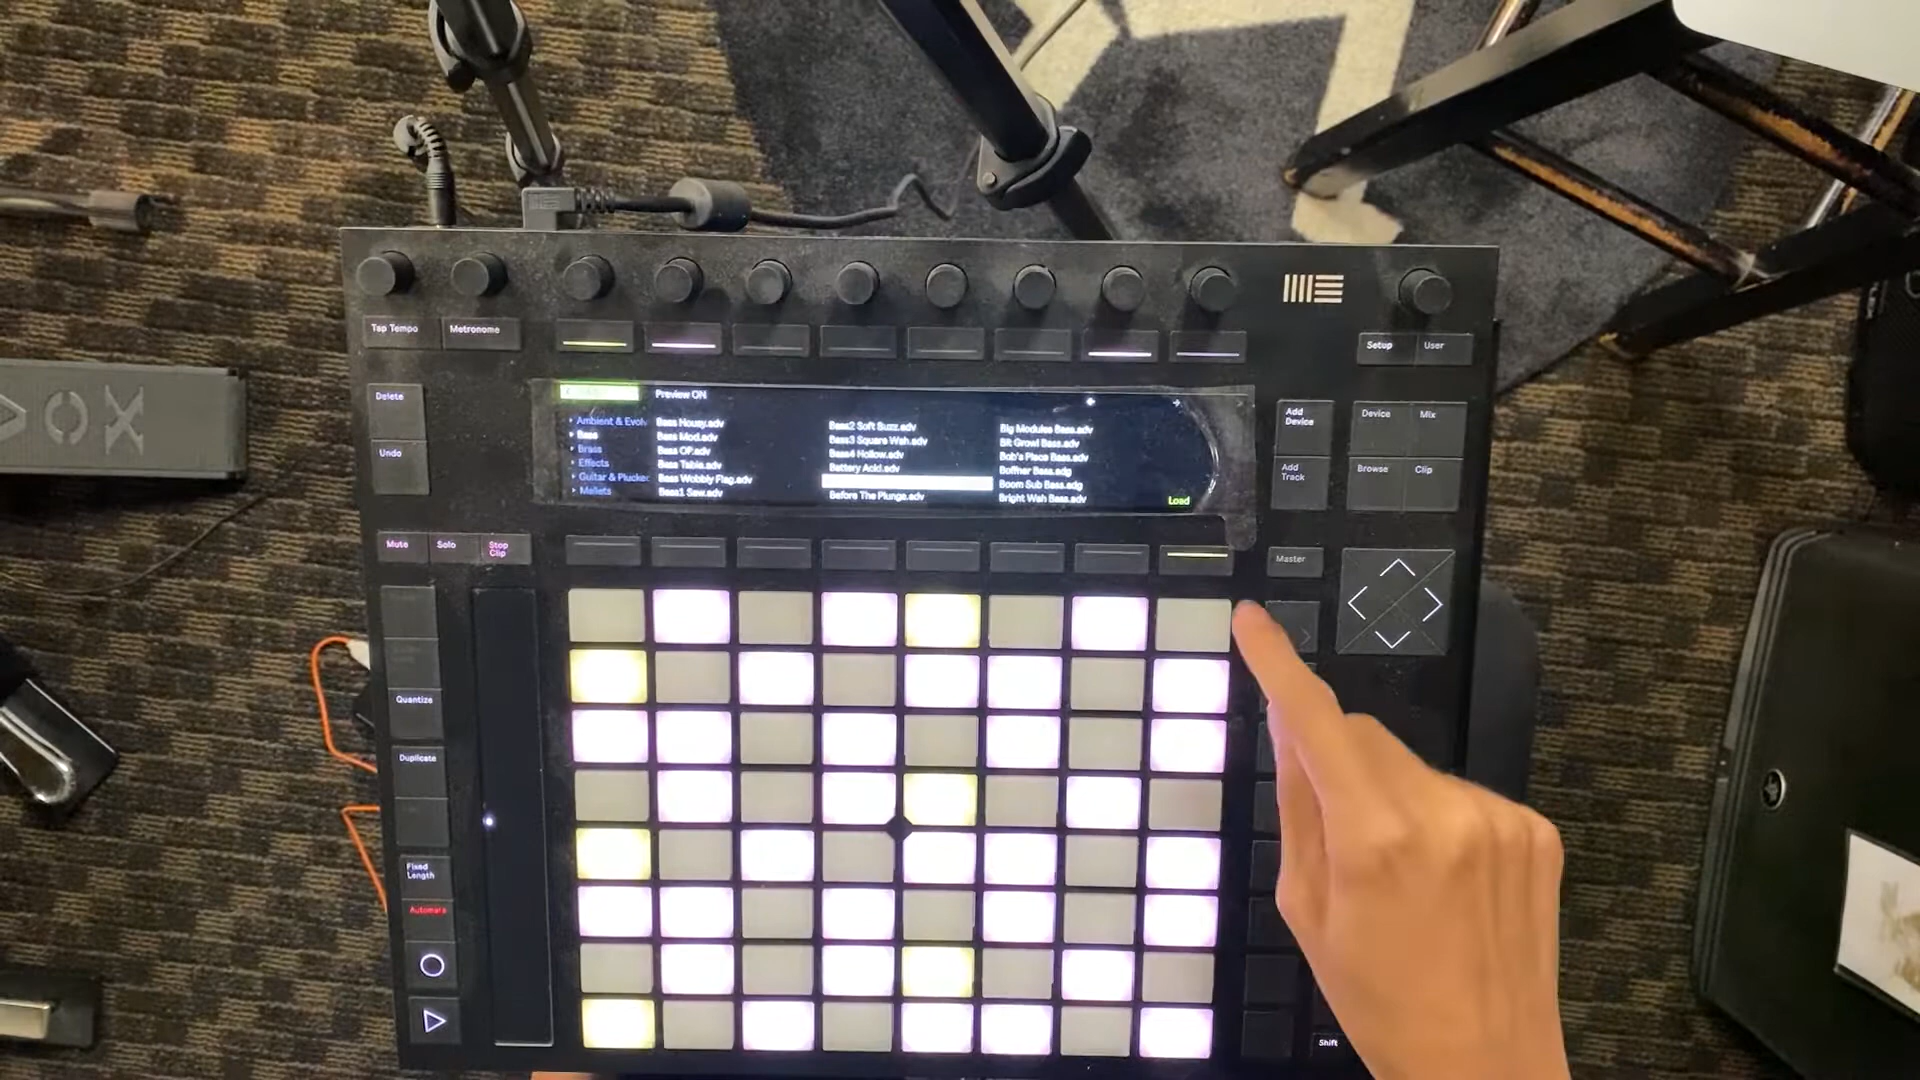 Tap Tempo
Metronome
Setup
User
Delete
Undo
Preview ON
Ambient & Evolv
Bass
Brass
Effects
Guitar & Plucked
Mallets
Bass Housy.adv
Bass Mod.adv
Bass OP.adv
Bass Table.adv
Bass Wobbly Flag.adv
Bass1 Saw.adv
Bass2 Soft Buzz.adv
Bass3 Square Wah.adv
Bass4 Hollow.adv
Battery Acid.adv
Before The Plunge.adv
Big Modules Bass.adv
Bit Growl Bass.adv
Bob's Piece Bass.adv
Boffner Bass.adg
Boom Sub Bass.adg
Bright Wah Bass.adv
Load
Add
Device
Add
Track
Device
Mix
Browse
Clip
Mute
Solo
Stop
Clip
Master
Quantize
Duplicate
Fixed
Length
Automate
Shift
VOX